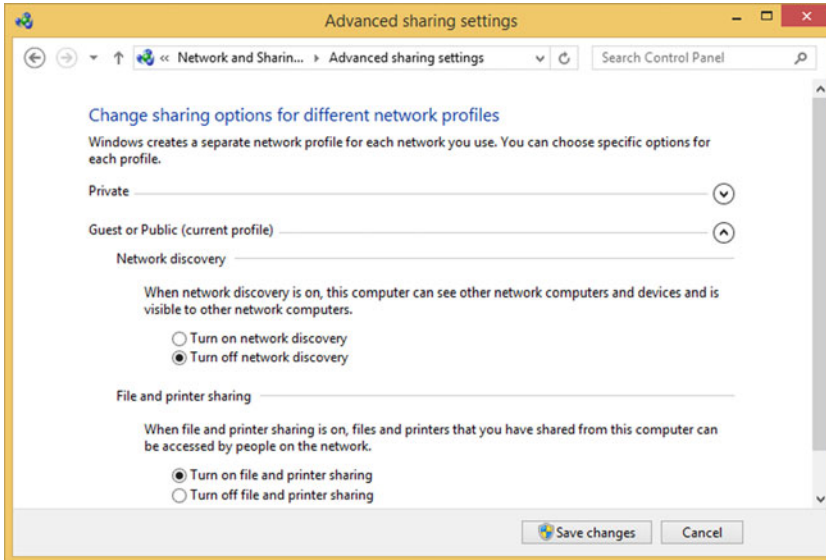 Advanced sharing settings
« Network and Sharin... ▸ Advanced sharing settings
Search Control Panel
Change sharing options for different network profiles
Windows creates a separate network profile for each network you use. You can choose specific options for
each profile.
Private
Guest or Public (current profile)
Network discovery
When network discovery is on, this computer can see other network computers and devices and is
visible to other network computers.
Turn on network discovery
Turn off network discovery
File and printer sharing
When file and printer sharing is on, files and printers that you have shared from this computer can
be accessed by people on the network.
Turn on file and printer sharing
Turn off file and printer sharing
Save changes
Cancel